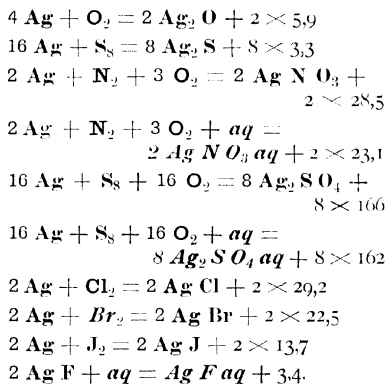 4 Ag + O₂ = 2 Ag₂ O + 2 × 5,9
16 Ag + S₈ = 8 Ag₂ S + 8 × 3,3
2 Ag + N₂ + 3 O₂ = 2 Ag N O₃ +
2 × 28,5
2 Ag + N₂ + 3 O₂ + aq =
2 Ag N O₃ aq + 2 × 23,1
16 Ag + S₈ + 16 O₂ = 8 Ag₂ SO₄ +
8 × 166
16 Ag + S₈ + 16 O₂ + aq =
8 Ag₂ SO₄ aq + 8 × 162
2 Ag + Cl₂ = 2 Ag Cl + 2 × 29,2
2 Ag + Br₂ = 2 Ag Br + 2 × 22,5
2 Ag + J₂ = 2 Ag J + 2 × 13,7
2 Ag F + aq = Ag F aq + 3,4.